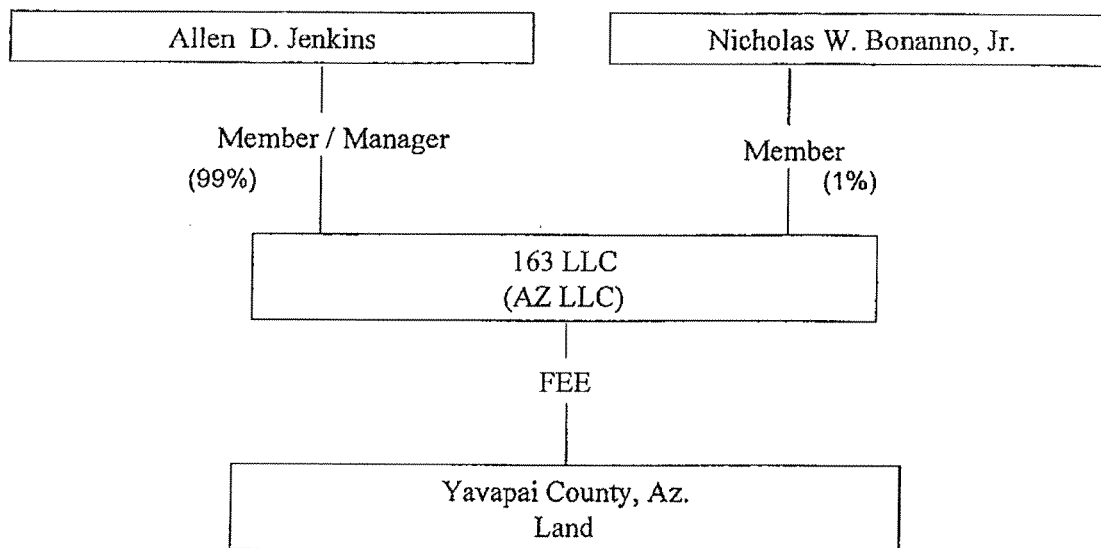 Allen D. Jenkins
Nicholas W. Bonanno, Jr.
Member / Manager
(99%)
Member
(1%)
163 LLC
(AZ LLC)
FEE
Yavapai County, Az.
Land